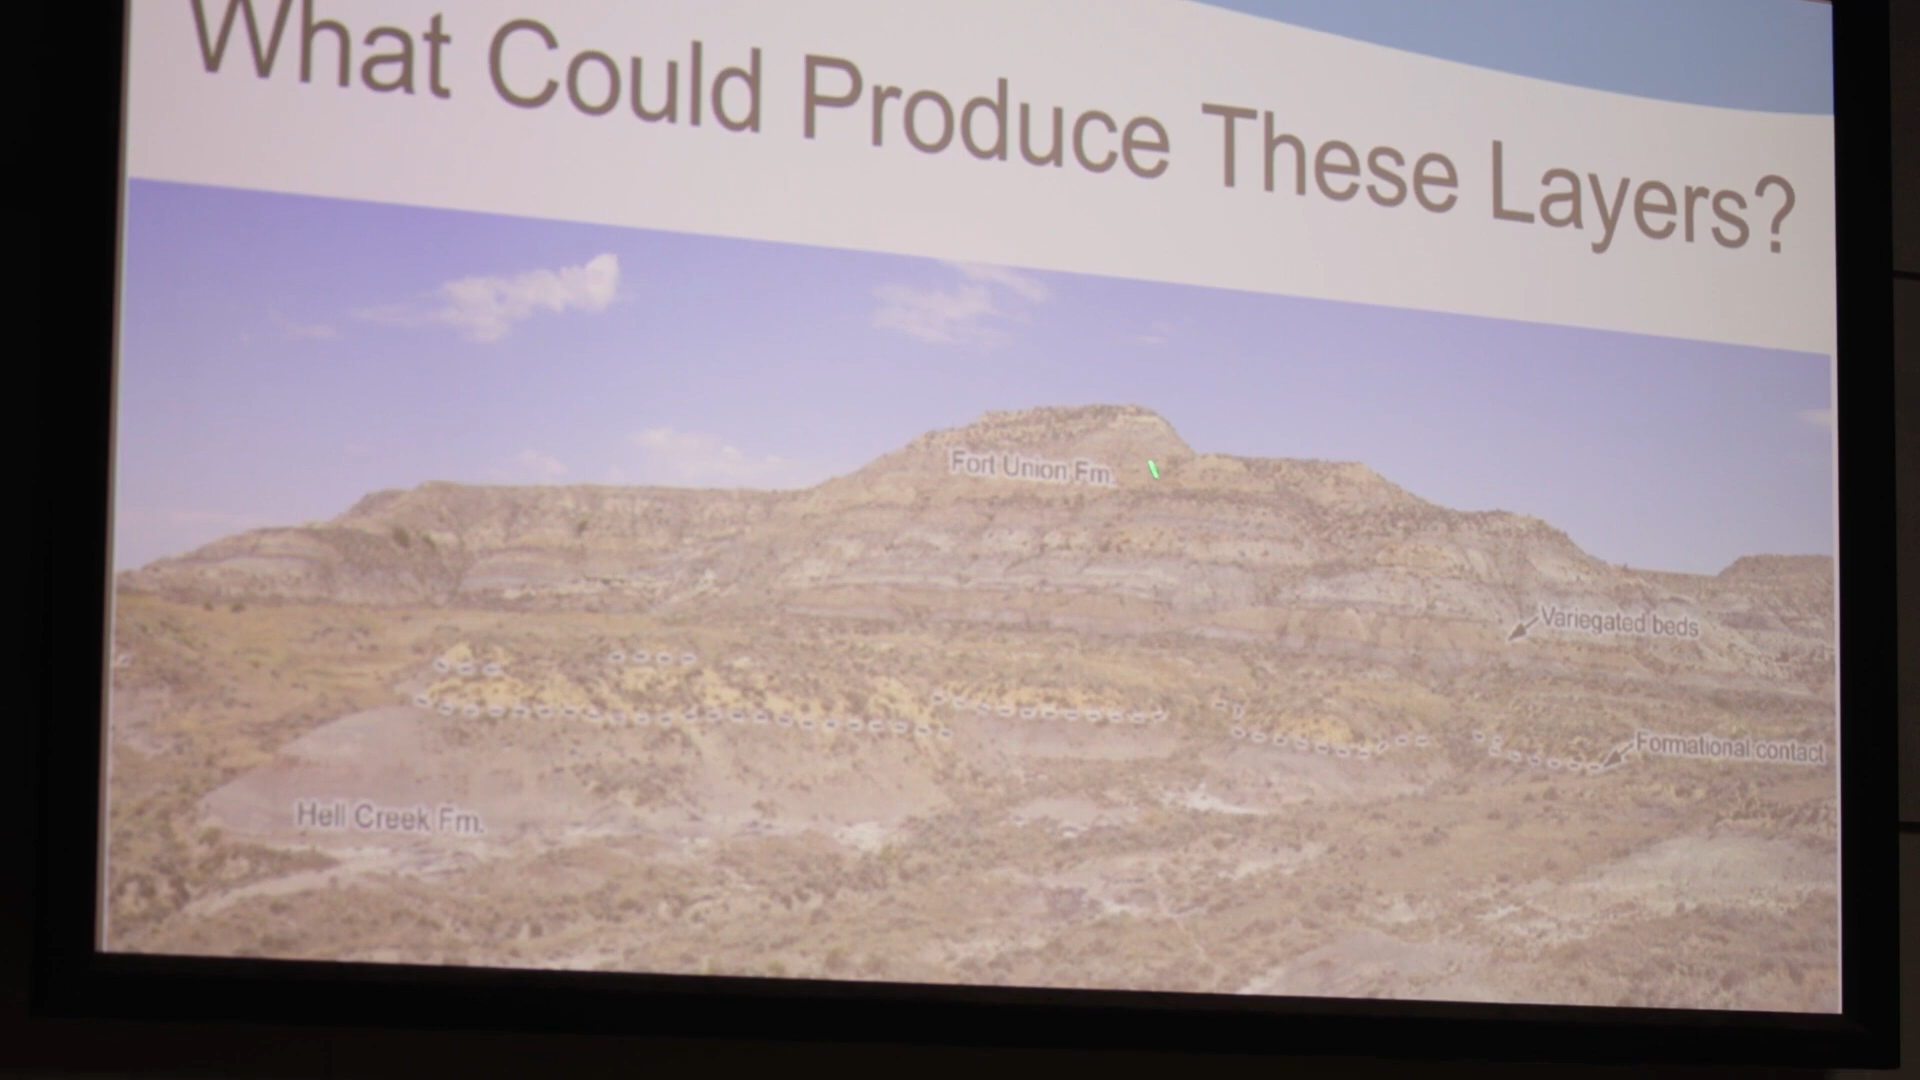 What Could Produce These Layers?
Fort Union Fm.
Variegated beds
Formational contact
Hell Creek Fm.